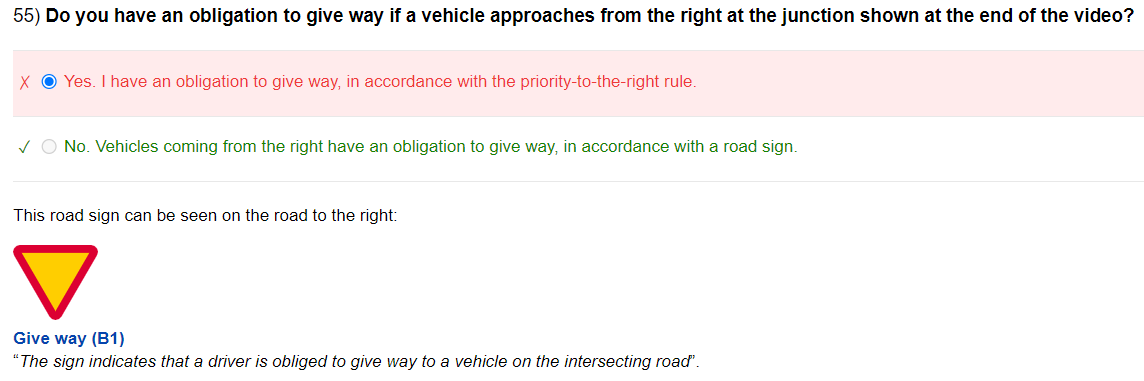 55) Do you have an obligation to give way if a vehicle approaches from the right at the junction shown at the end of the video?
✗ Yes. I have an obligation to give way, in accordance with the priority-to-the-right rule.
✓ No. Vehicles coming from the right have an obligation to give way, in accordance with a road sign.
This road sign can be seen on the road to the right:
Give way (B1)
“The sign indicates that a driver is obliged to give way to a vehicle on the intersecting road”.